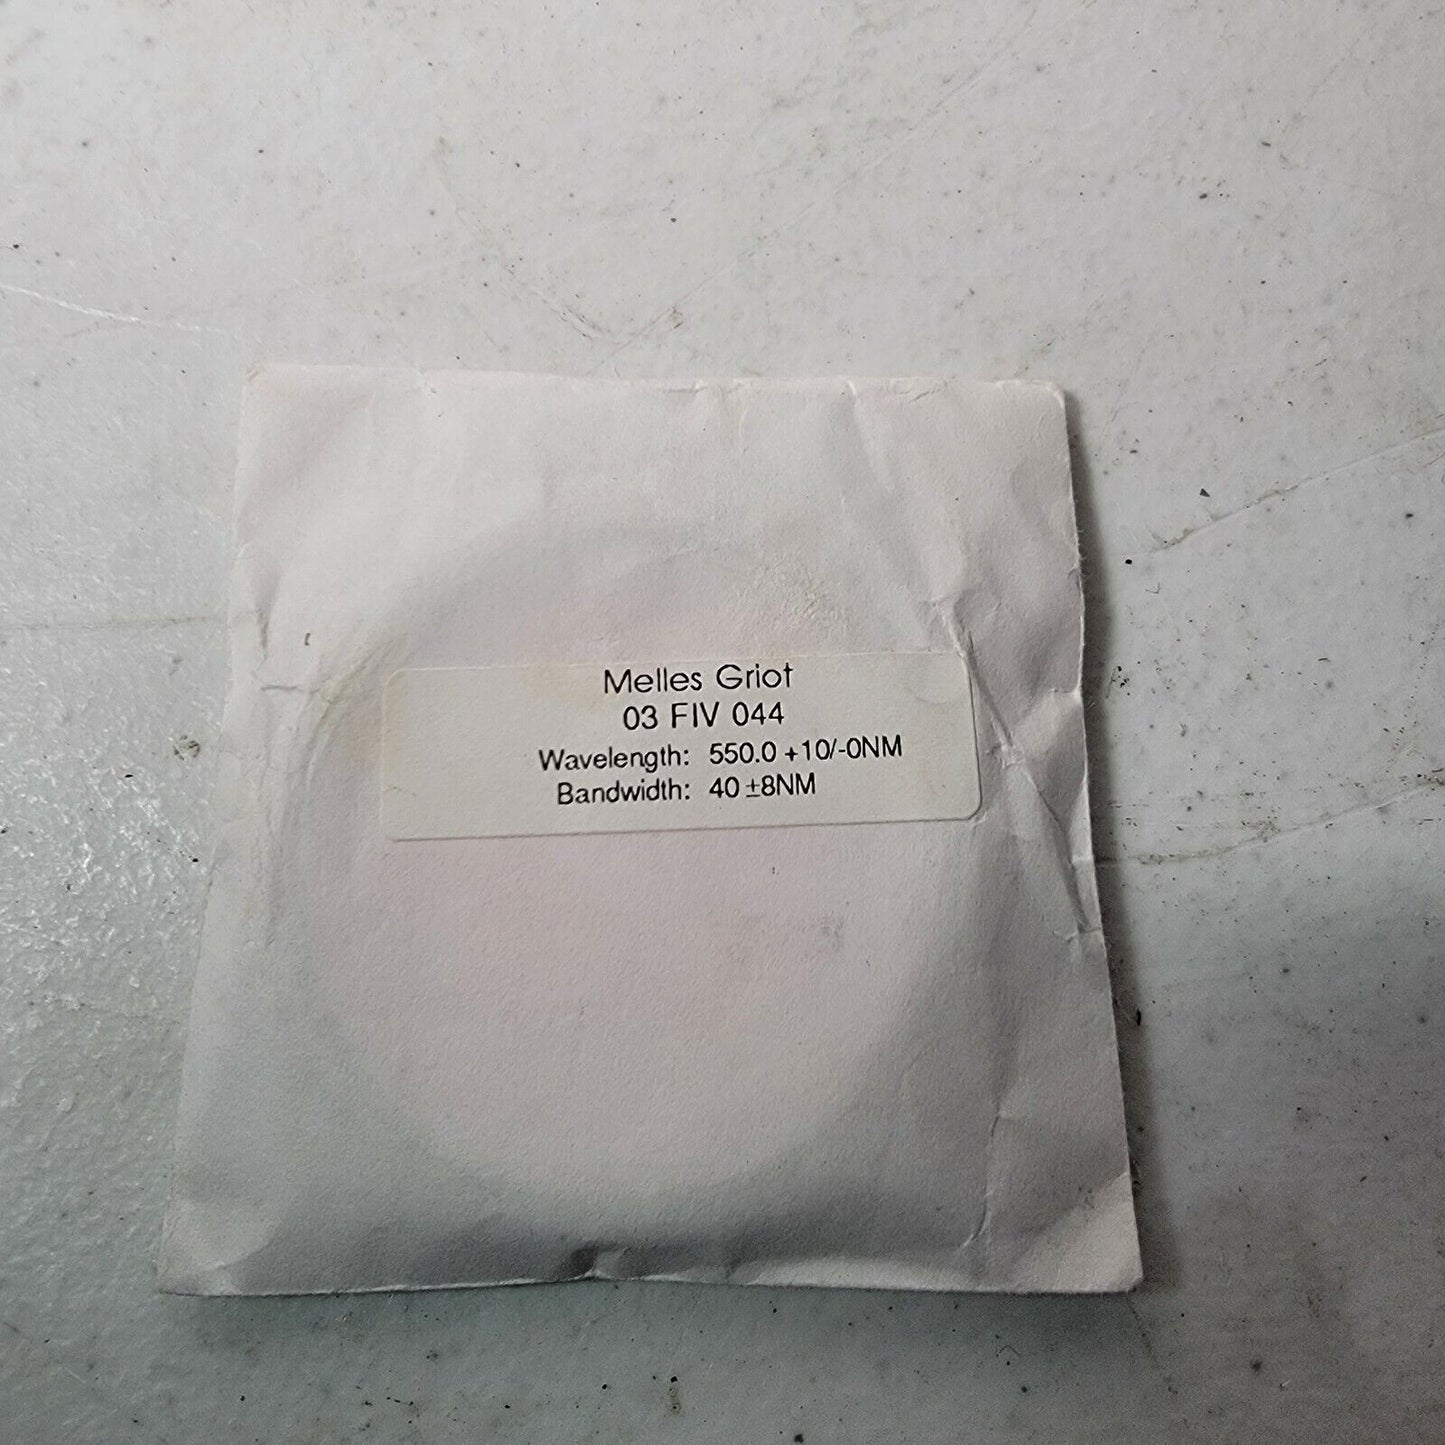 Melles Griot
03 FIV 044
Wavelength: 550.0 +10/-0NM
Bandwidth: 40 ±8NM